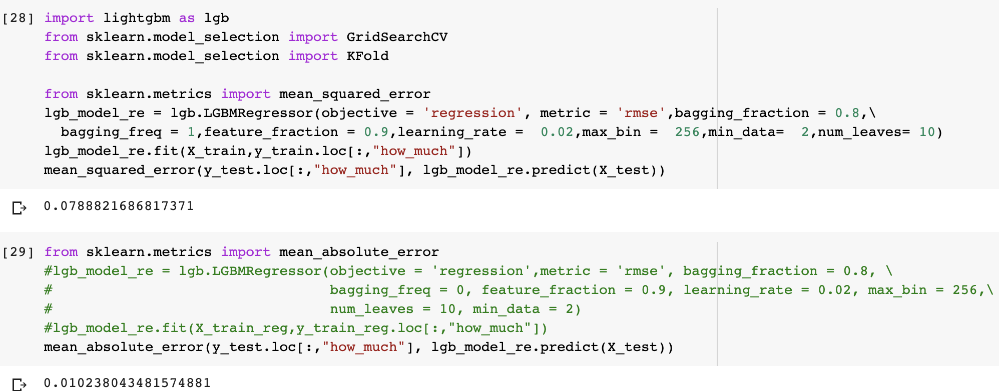 [28] import lightgbm as lgb
from sklearn.model_selection import GridSearchCV
from sklearn.model_selection import KFold
from sklearn.metrics import mean_squared_error
lgb_model_re = lgb.LGBMRegressor(objective = 'regression', metric = 'rmse',bagging_fraction = 0.8,\
bagging_freq = 1,feature_fraction = 0.9,learning_rate =  0.02,max_bin =  256,min_data=  2,num_leaves= 10)
lgb_model_re.fit(X_train,y_train.loc[:,"how_much"])
mean_squared_error(y_test.loc[:,"how_much"], lgb_model_re.predict(X_test))
0.0788821686817371
[29] from sklearn.metrics import mean_absolute_error
#lgb_model_re = lgb.LGBMRegressor(objective = 'regression',metric = 'rmse', bagging_fraction = 0.8, \
#                                 bagging_freq = 0, feature_fraction = 0.9, learning_rate = 0.02, max_bin = 256,\
#                                 num_leaves = 10, min_data = 2)
#lgb_model_re.fit(X_train_reg,y_train_reg.loc[:,"how_much"])
mean_absolute_error(y_test.loc[:,"how_much"], lgb_model_re.predict(X_test))
0.010238043481574881